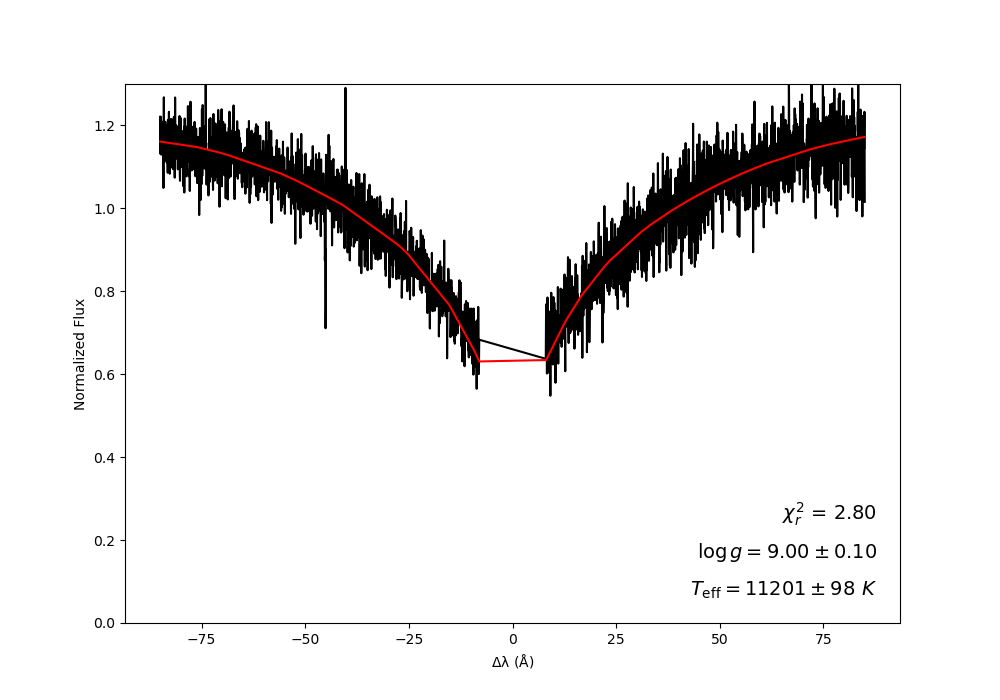 1.2
1.0
0.8
0.6
0.4
0.2
0.0
Normalized Flux
χ²ᵣ = 2.80
log g = 9.00 ± 0.10
T_eff = 11201 ± 98 K
−75 −50 −25 0 25 50 75
Δλ (Å)